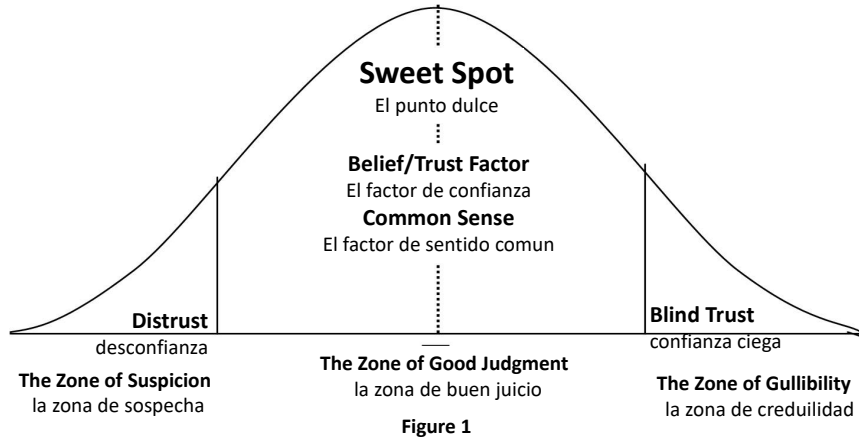 Sweet Spot
El punto dulce
Belief/Trust Factor
El factor de confianza
Common Sense
El factor de sentido comun
Distrust
desconfianza
Blind Trust
confianza ciega
The Zone of Suspicion
la zona de sospecha
The Zone of Good Judgment
la zona de buen juicio
The Zone of Gullibility
la zona de creduilidad
Figure 1